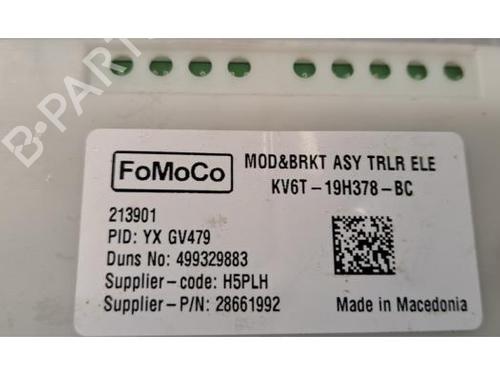 B-PARTS
FoMoCo
MOD&BRKT ASY TRLR ELE
KV6T-19H378-BC
213901
PID: YX GV479
Duns No: 499329883
Supplier-code: H5PLH
Supplier-P/N: 28661992
Made in Macedonia